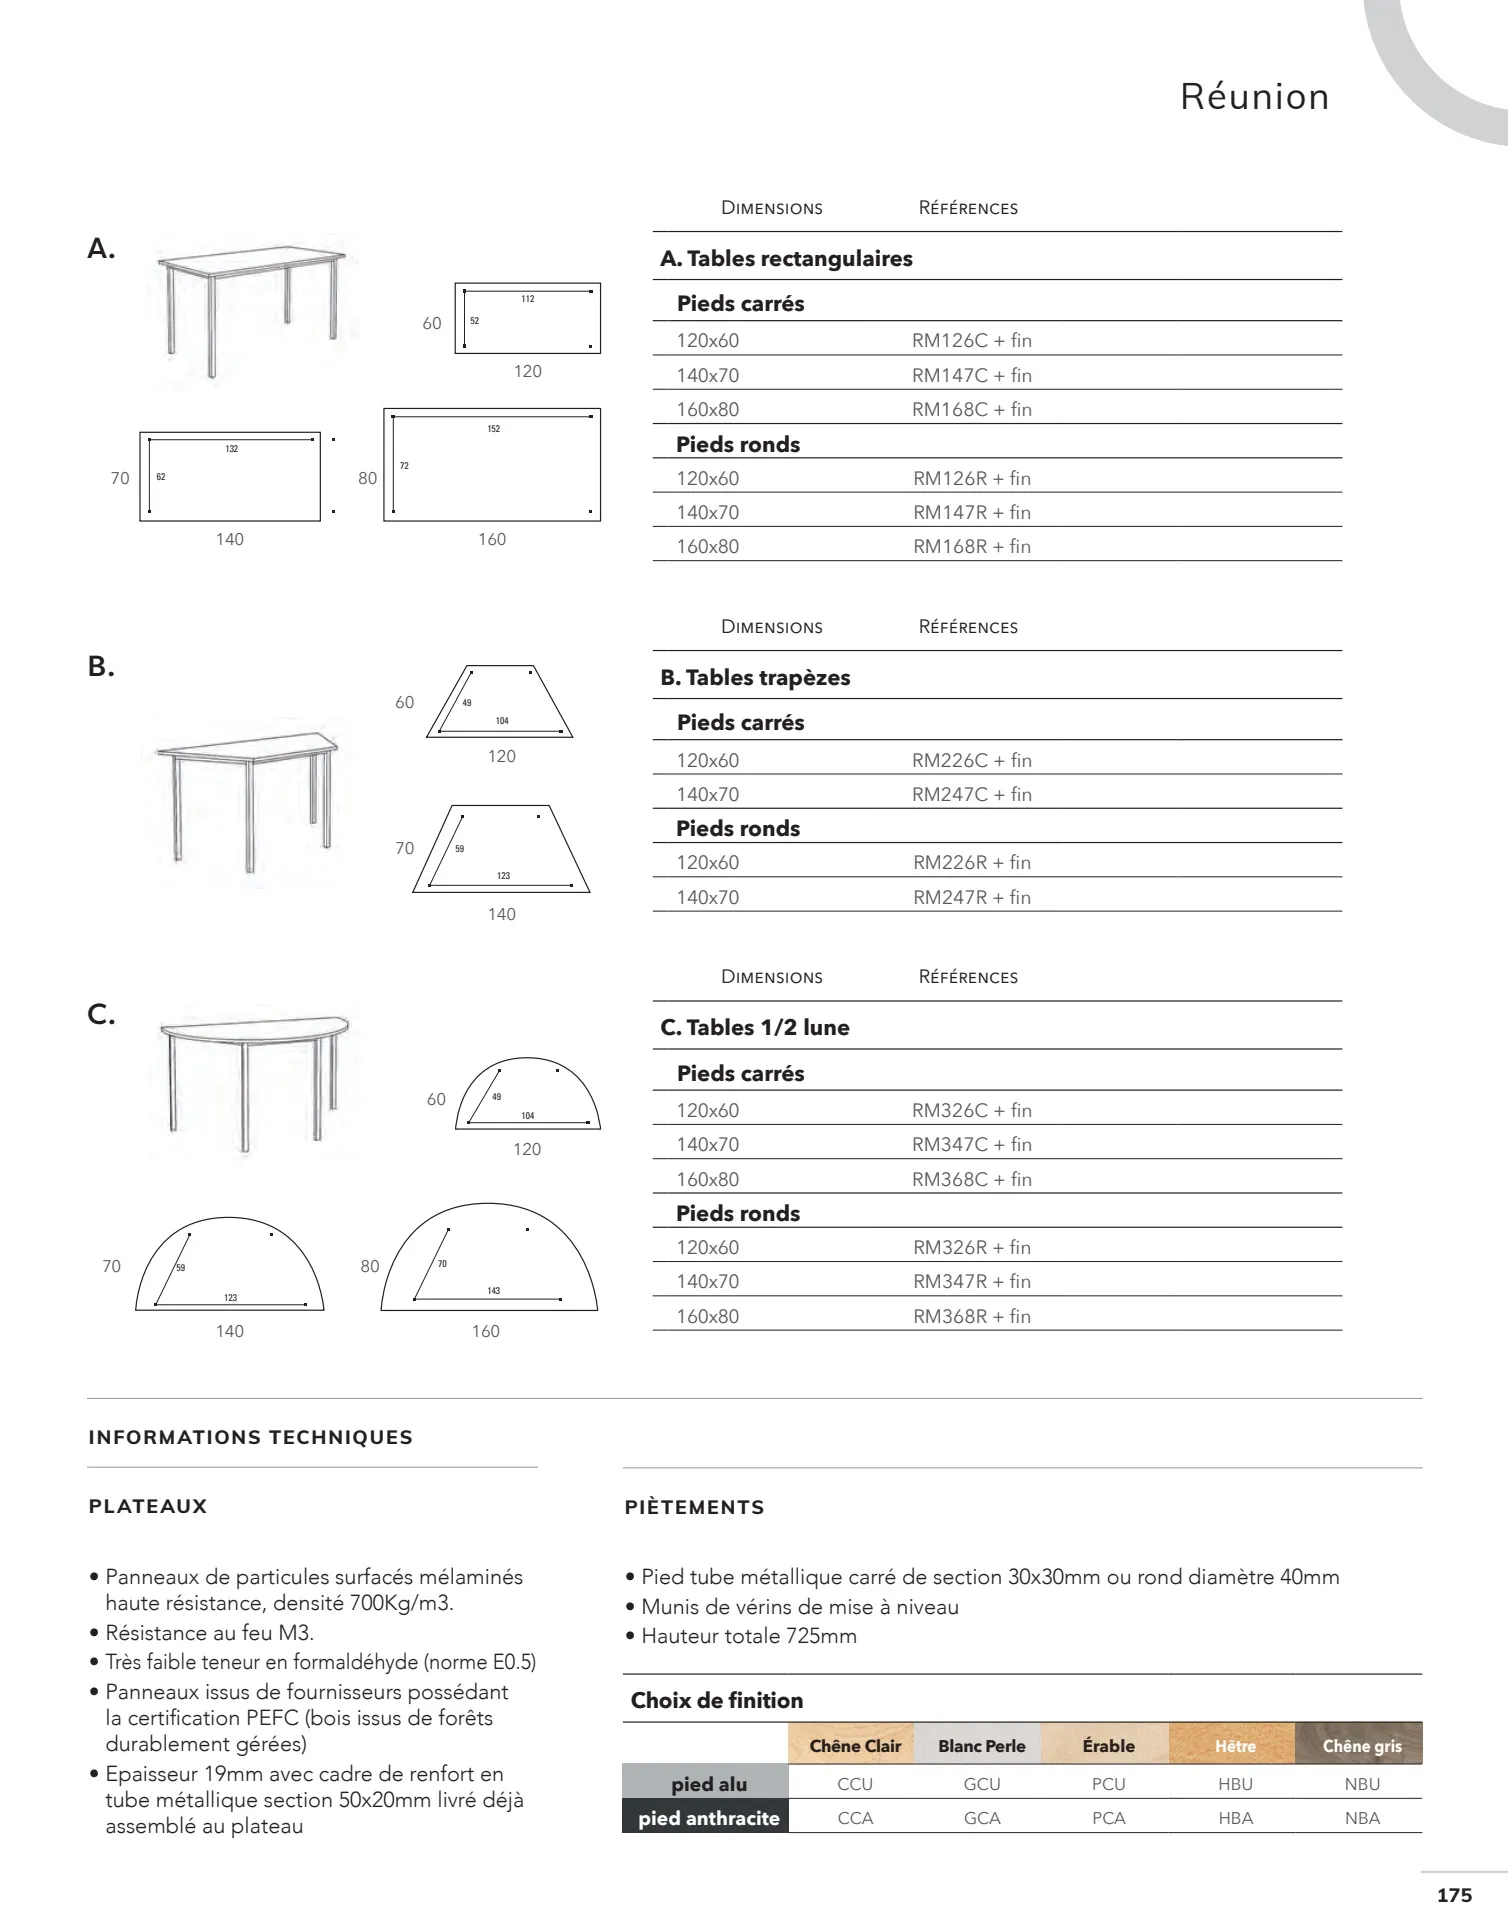 Réunion
A.
60
112
52
120
70
132
62
140
80
152
72
160
DIMENSIONS RÉFÉRENCES
A. Tables rectangulaires
Pieds carrés
120x60 RM126C + fin
140x70 RM147C + fin
160x80 RM168C + fin
Pieds ronds
120x60 RM126R + fin
140x70 RM147R + fin
160x80 RM168R + fin
B.
60
49
104
120
70
59
123
140
DIMENSIONS RÉFÉRENCES
B. Tables trapèzes
Pieds carrés
120x60 RM226C + fin
140x70 RM247C + fin
Pieds ronds
120x60 RM226R + fin
140x70 RM247R + fin
C.
60
49
104
120
70
59
123
140
80
70
143
160
DIMENSIONS RÉFÉRENCES
C. Tables 1/2 lune
Pieds carrés
120x60 RM326C + fin
140x70 RM347C + fin
160x80 RM368C + fin
Pieds ronds
120x60 RM326R + fin
140x70 RM347R + fin
160x80 RM368R + fin
INFORMATIONS TECHNIQUES
PLATEAUX
• Panneaux de particules surfacés mélaminés
haute résistance, densité 700Kg/m3.
• Résistance au feu M3.
• Très faible teneur en formaldéhyde (norme E0.5)
• Panneaux issus de fournisseurs possédant
la certification PEFC (bois issus de forêts
durablement gérées)
• Epaisseur 19mm avec cadre de renfort en
tube métallique section 50x20mm livré déjà
assemblé au plateau
PIÈTEMENTS
• Pied tube métallique carré de section 30x30mm ou rond diamètre 40mm
• Munis de vérins de mise à niveau
• Hauteur totale 725mm
Choix de finition
Chêne Clair Blanc Perle Érable Hêtre Chêne gris
pied alu CCU GCU PCU HBU NBU
pied anthracite CCA GCA PCA HBA NBA
175